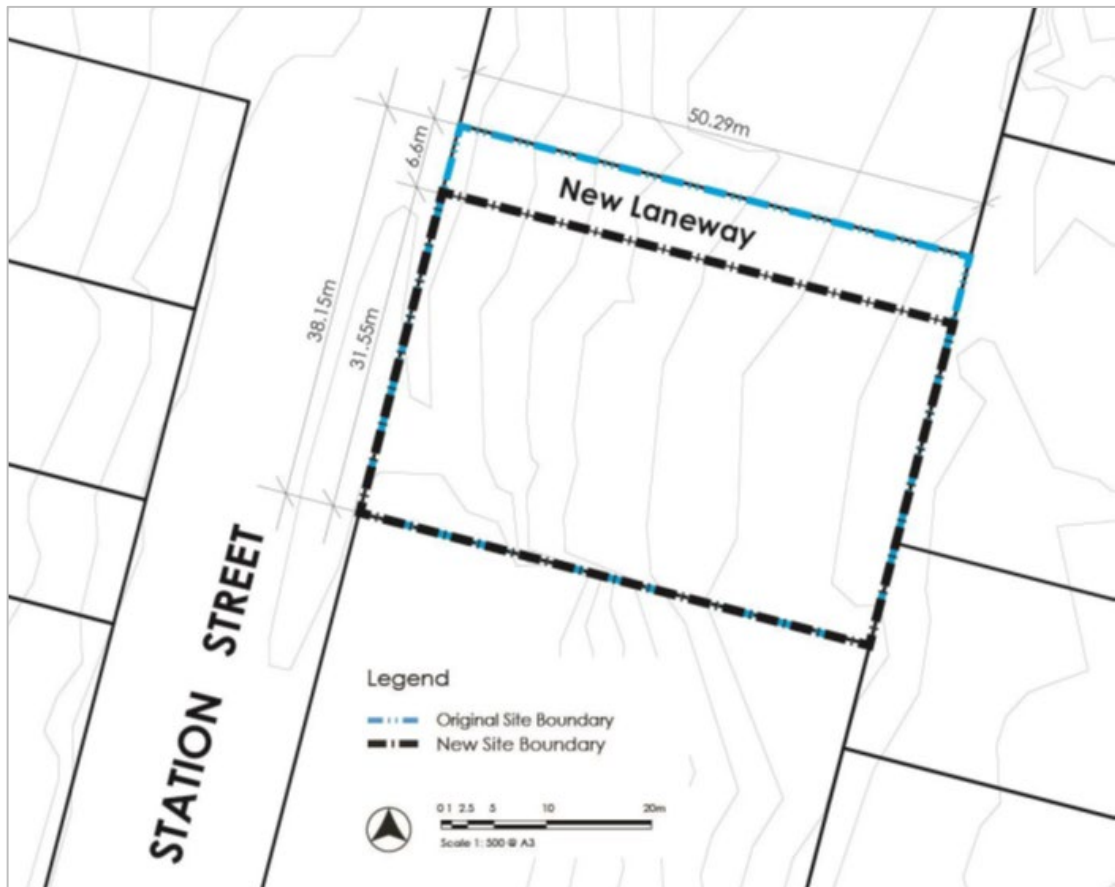 50.29m
6.6m
New Laneway
38.15m
31.55m
STATION STREET
Legend
Original Site Boundary
New Site Boundary
0 1 2.5 5 10 20m
Scale 1: 500 @ A3